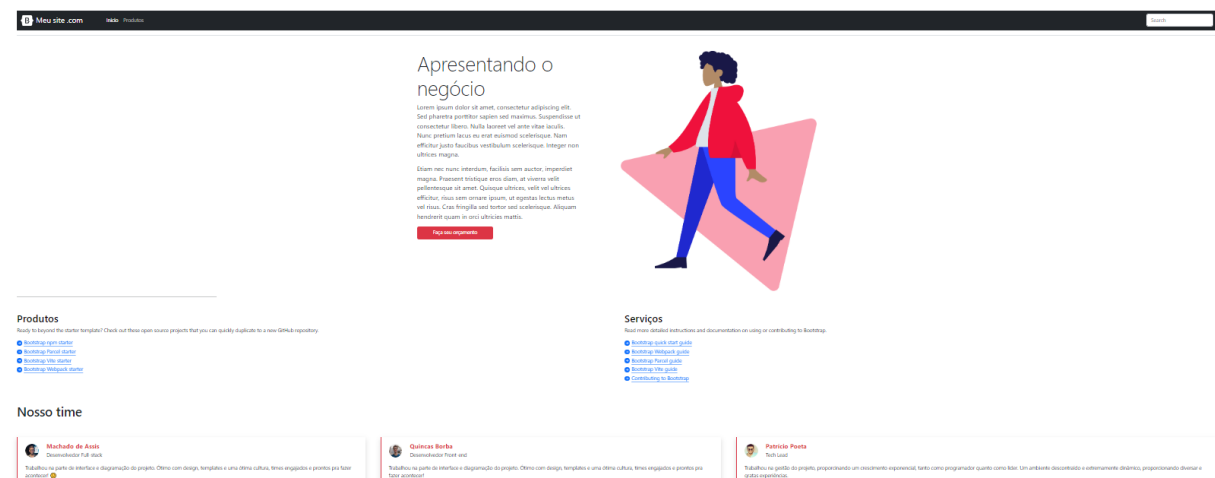 B Meu site .com Início Produtos Search
Apresentando o
negócio
Lorem ipsum dolor sit amet, consectetur adipiscing elit.
Sed pharetra porttitor sapien sed maximus. Suspendisse ut
consectetur libero. Nulla laoreet vel ante vitae iaculis.
Nunc pretium lacus eu erat euismod scelerisque. Nam
efficitur justo faucibus vestibulum scelerisque. Integer non
ultrices magna.
Etiam nec nunc interdum, facilisis sem auctor, imperdiet
magna. Praesent tristique eros diam, at viverra velit
pellentesque sit amet. Quisque ultrices, velit vel ultrices
efficitur, risus sem ornare ipsum, ut egestas lectus metus
vel risus. Cras fringilla sed tortor sed scelerisque. Aliquam
hendrerit quam in orci ultricies mattis.
Faça seu orçamento
Produtos
Ready to beyond the starter template? Check out these open source projects that you can quickly duplicate to a new GitHub repository.
Bootstrap npm starter
Bootstrap Parcel starter
Bootstrap Vite starter
Bootstrap Webpack starter
Serviços
Read more detailed instructions and documentation on using or contributing to Bootstrap.
Bootstrap quick start guide
Bootstrap Webpack guide
Bootstrap Parcel guide
Bootstrap Vite guide
Contributing to Bootstrap
Nosso time
Machado de Assis
Desenvolvedor Full-stack
Trabalhou na parte de interface e diagramação do projeto. Ótimo com design, templates e uma ótima cultura, times engajados e prontos pra fazer
acontecer!
Quincas Borba
Desenvolvedor Front-end
Trabalhou na parte de interface e diagramação do projeto. Ótimo com design, templates e uma ótima cultura, times engajados e prontos pra
fazer acontecer!
Patricio Poeta
Tech Lead
Trabalhou na gestão do projeto, proporcionando um crescimento exponencial, tanto como programador quanto como líder. Um ambiente descontraído e extremamente dinâmico, proporcionando diversas e
gratas experiências.